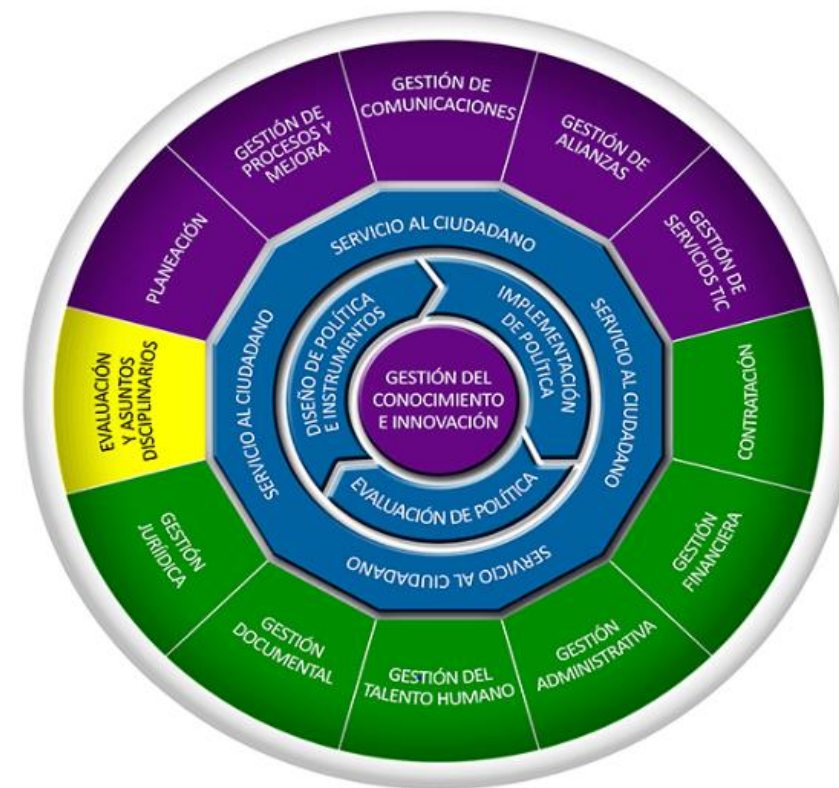 GESTIÓN DE
COMUNICACIONES
GESTIÓN DE
ALIANZAS
GESTIÓN DE
SERVICIOS TIC
CONTRATACIÓN
GESTIÓN
FINANCIERA
GESTIÓN
ADMINISTRATIVA
GESTIÓN DEL
TALENTO HUMANO
GESTIÓN
DOCUMENTAL
GESTIÓN
JURÍIDICA
EVALUACIÓN
Y ASUNTOS
DISCIPLINARIOS
PLANEACIÓN
GESTIÓN DE
PROCESOS Y
MEJORA
SERVICIO AL CIUDADANO
SERVICIO AL CIUDADANO
SERVICIO AL CIUDADANO
SERVICIO AL CIUDADANO
DISEÑO DE POLÍTICA
E INSTRUMENTOS
IMPLEMENTACIÓN
DE POLÍTICA
EVALUACIÓN DE POLÍTICA
GESTIÓN DEL
CONOCIMIENTO
E INNOVACIÓN